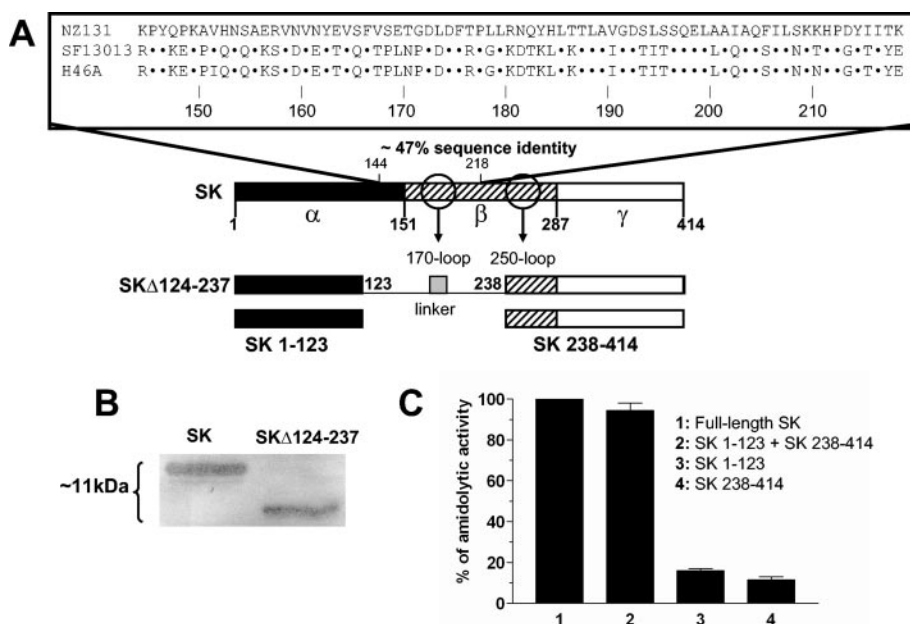 A
NZ131 KPYQPKAVHNSAERVNVNYEVSFVSETGDLDFTPLLRNQYHLTTLAVGDSLSSQELAAIAQFILSKKHPDYIITK
SF13013 R••KE•P•Q•Q•KS•D•E•T•Q•TPLNP•D••R•G•KDTKL•K•••I••TIT••••L•Q••S••N•T••G•T•YE
H46A R••KE•PIQ•Q•KS•D•E•T•Q•TPLNP•D••R•G•KDTKL•K•••I••TIT••••L•Q••S••N•N••G•T•YE
150 160 170 180 190 200 210
~ 47% sequence identity
144 218
SK
α β γ
1 151 287 414
170-loop 250-loop
SKΔ124-237 123 238
linker
SK 1-123 SK 238-414
B
SK SKΔ124-237
~11kDa
C
% of amidolytic activity
100
80
60
40
20
0
1 2 3 4
1: Full-length SK
2: SK 1-123 + SK 238-414
3: SK 1-123
4: SK 238-414